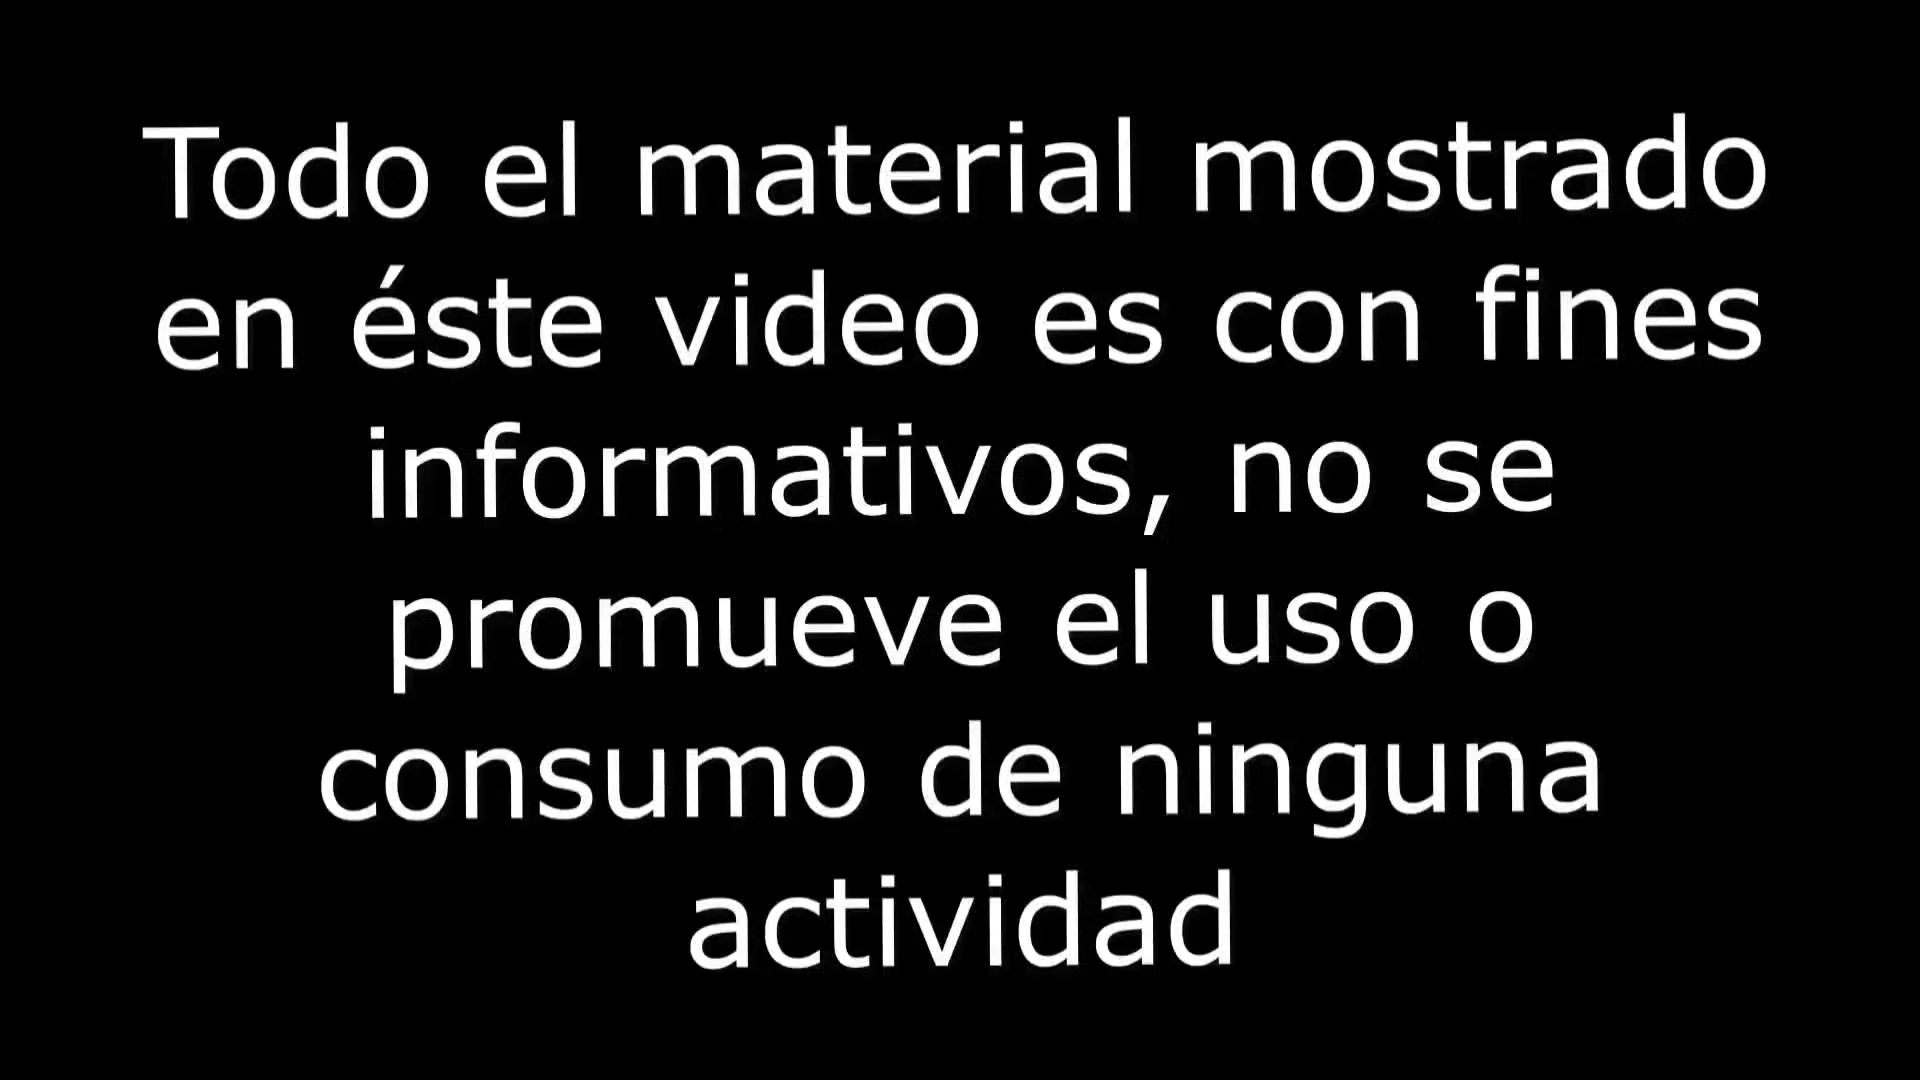 Todo el material mostrado
en éste video es con fines
informativos, no se
promueve el uso o
consumo de ninguna
actividad